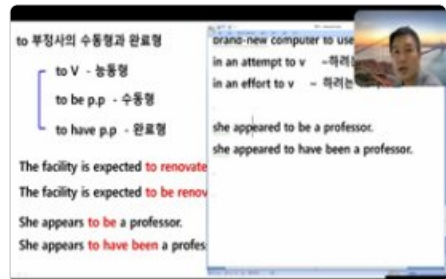 to 부정사의 수동형과 완료형
to V - 능동형
to be p.p - 수동형
to have p.p - 완료형
The facility is expected to renovate
The facility is expected to be renov
She appears to be a professor.
She appears to have been a profes
brand-new computer to use
in an attempt to v ~하려는
in an effort to v ~ 하려는
she appeared to be a professor.
she appeared to have been a professor.